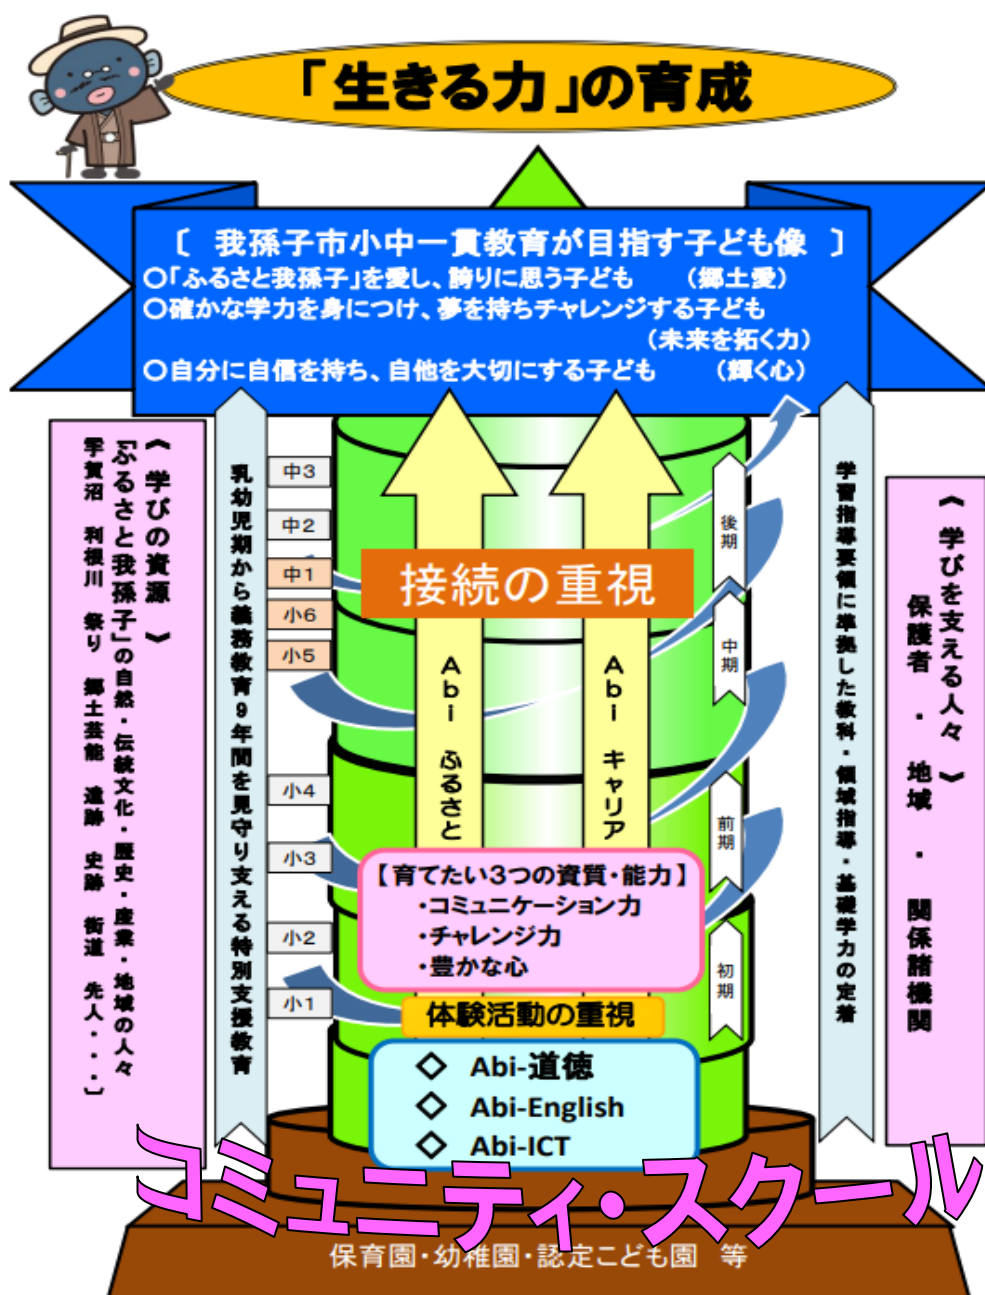 「生きる力」の育成
〔 我孫子市小中一貫教育が目指す子ども像 〕
〇「ふるさと我孫子」を愛し、誇りに思う子ども (郷土愛)
〇確かな学力を身につけ、夢を持ちチャレンジする子ども
(未来を拓く力)
〇自分に自信を持ち、自他を大切にする子ども (輝く心)
《 学びの資源 》
「ふるさと我孫子」の自然・伝統文化・歴史・産業・地域の人々
手賀沼 利根川 祭り 郷土芸能 遺跡 史跡 街道 先人・・・〕
乳幼児期から義務教育9年間を見守り支える特別支援教育
中3
中2
中1
小6
小5
小4
小3
小2
小1
接続の重視
Abi ふるさと
Abi キャリア
後期
中期
前期
初期
【育てたい3つの資質・能力】
・コミュニケーション力
・チャレンジ力
・豊かな心
体験活動の重視
◇ Abi-道徳
◇ Abi-English
◇ Abi-ICT
学習指導要領に準拠した教科・領域指導・基礎学力の定着
《 学びを支える人々 》
保護者 ・ 地域 ・ 関係諸機関
コミュニティ・スクール
保育園・幼稚園・認定こども園 等